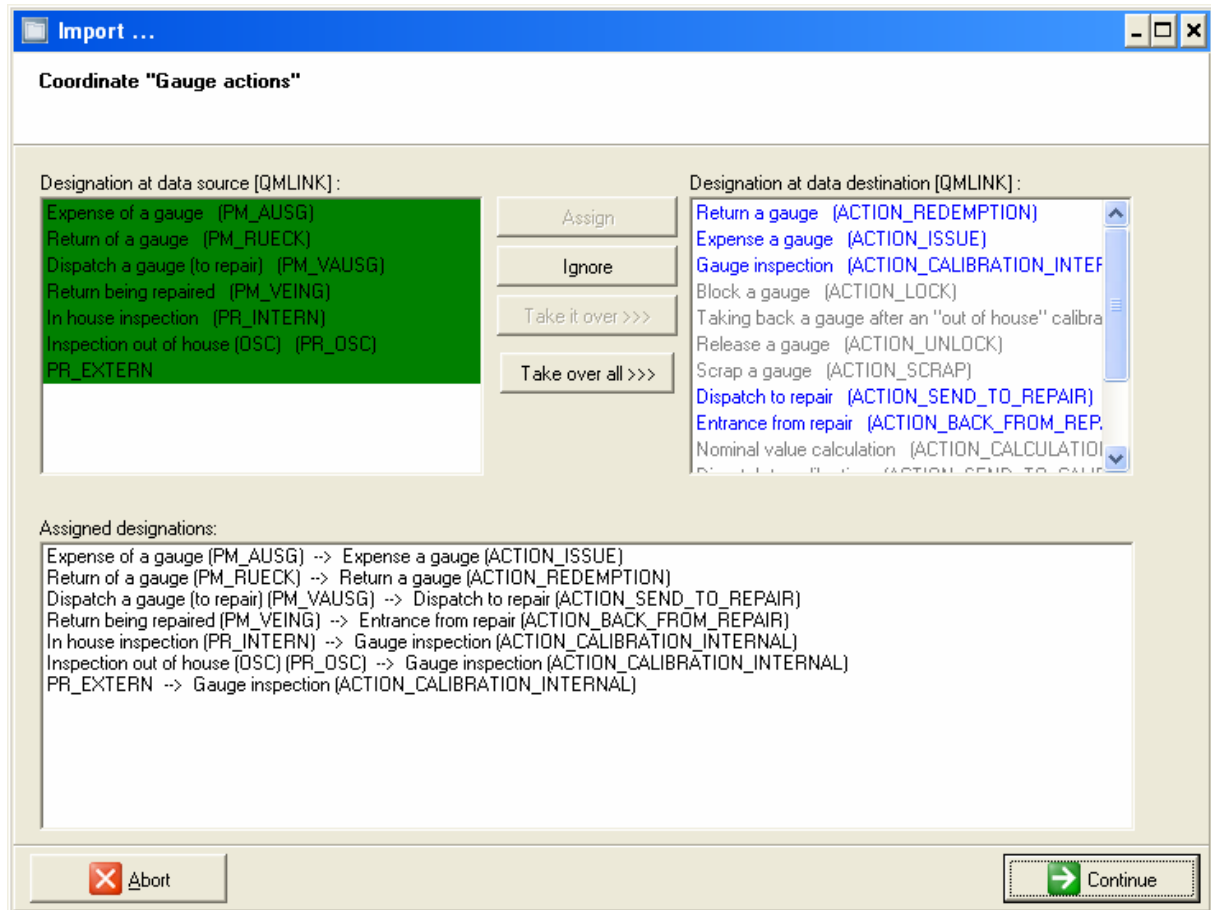 Import ...
Coordinate "Gauge actions"
Designation at data source [QMLINK] :
Expense of a gauge (PM_AUSG)
Return of a gauge (PM_RUECK)
Dispatch a gauge (to repair) (PM_VAUSG)
Return being repaired (PM_VEING)
In house inspection (PR_INTERN)
Inspection out of house (OSC) (PR_OSC)
PR_EXTERN
Assign
Ignore
Take it over >>>
Take over all >>>
Designation at data destination [QMLINK] :
Return a gauge (ACTION_REDEMPTION)
Expense a gauge (ACTION_ISSUE)
Gauge inspection (ACTION_CALIBRATION_INTER
Block a gauge (ACTION_LOCK)
Taking back a gauge after an "out of house" calibra
Release a gauge (ACTION_UNLOCK)
Scrap a gauge (ACTION_SCRAP)
Dispatch to repair (ACTION_SEND_TO_REPAIR)
Entrance from repair (ACTION_BACK_FROM_REP.
Nominal value calculation (ACTION_CALCULATIO
Assigned designations:
Expense of a gauge (PM_AUSG) --> Expense a gauge (ACTION_ISSUE)
Return of a gauge (PM_RUECK) --> Return a gauge (ACTION_REDEMPTION)
Dispatch a gauge (to repair) (PM_VAUSG) --> Dispatch to repair (ACTION_SEND_TO_REPAIR)
Return being repaired (PM_VEING) --> Entrance from repair (ACTION_BACK_FROM_REPAIR)
In house inspection (PR_INTERN) --> Gauge inspection (ACTION_CALIBRATION_INTERNAL)
Inspection out of house (OSC) (PR_OSC) --> Gauge inspection (ACTION_CALIBRATION_INTERNAL)
PR_EXTERN --> Gauge inspection (ACTION_CALIBRATION_INTERNAL)
Abort
Continue